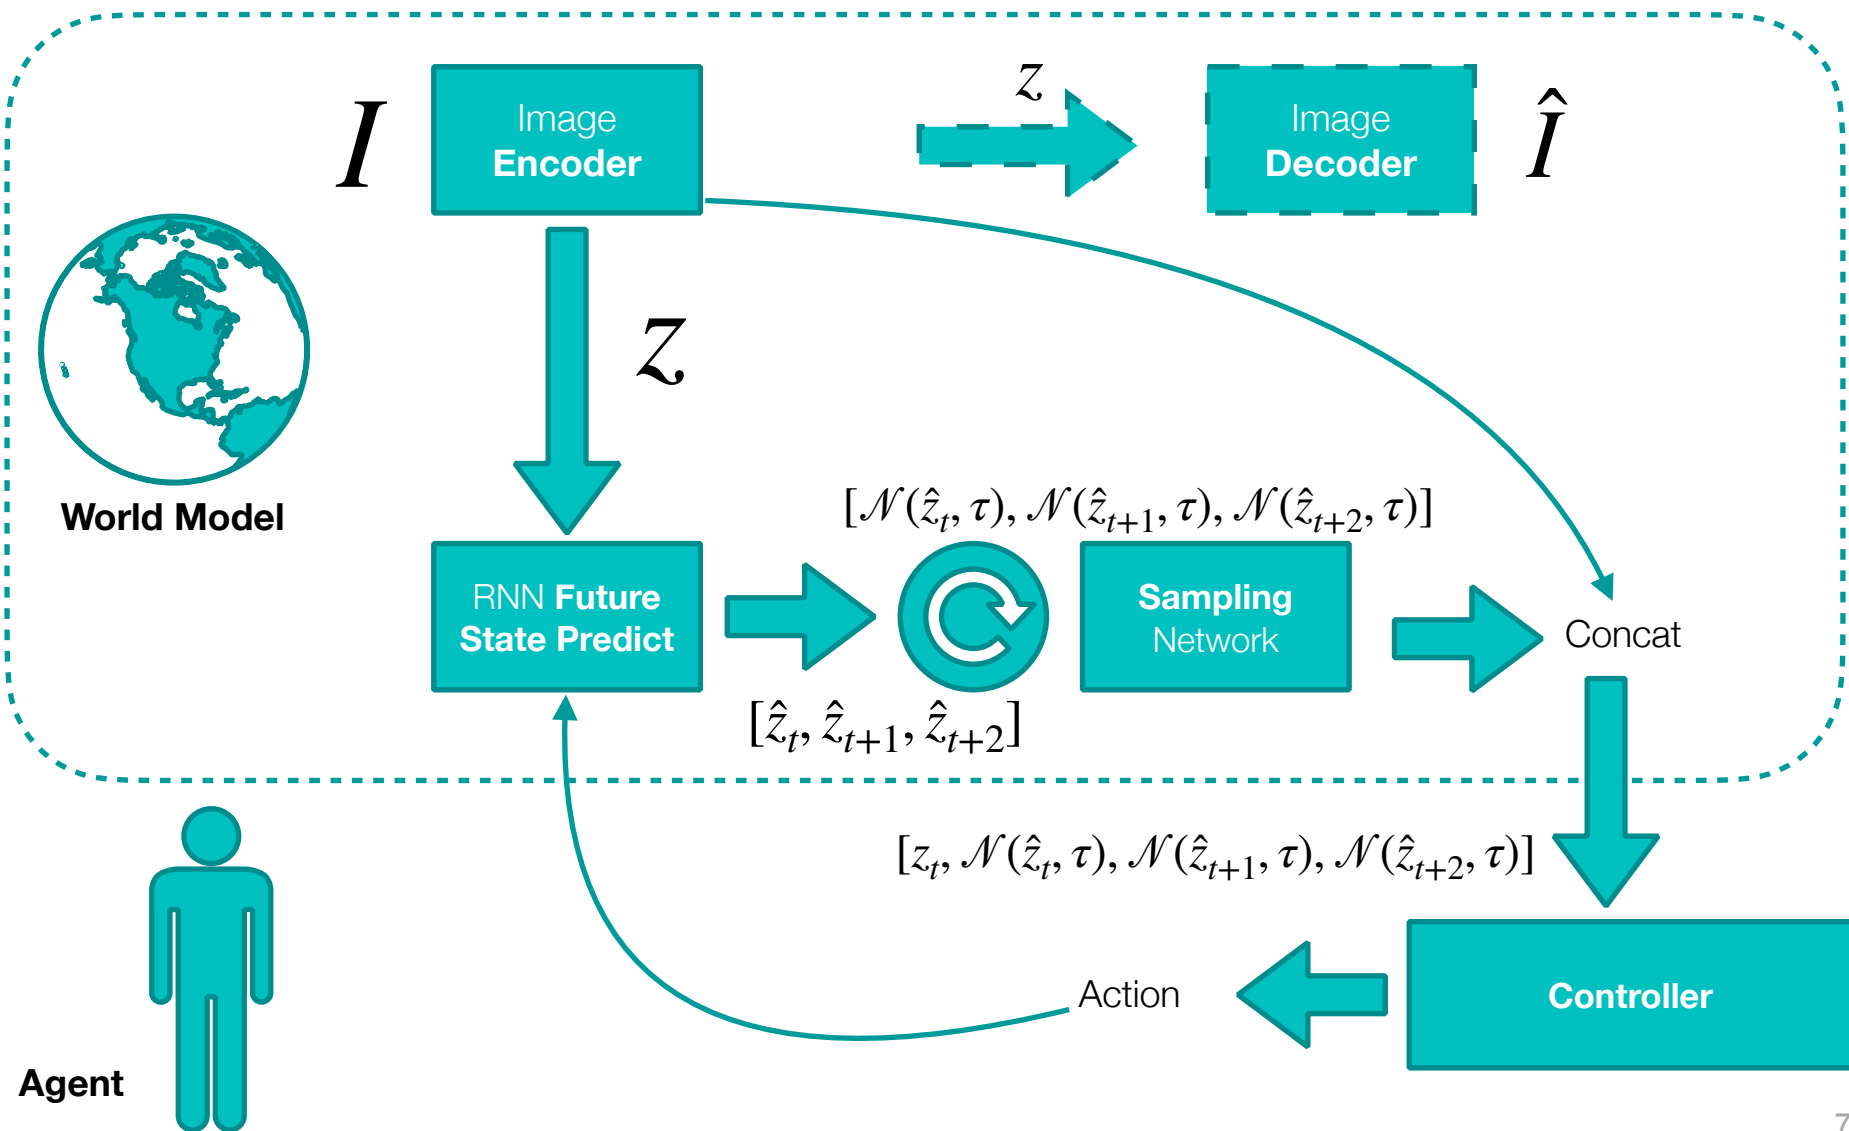 I
Image
Encoder
z
Image
Decoder
Î
z
World Model
[𝒩(ẑ_t, τ), 𝒩(ẑ_{t+1}, τ), 𝒩(ẑ_{t+2}, τ)]
RNN Future
State Predict
Sampling
Network
Concat
[ẑ_t, ẑ_{t+1}, ẑ_{t+2}]
[z_t, 𝒩(ẑ_t, τ), 𝒩(ẑ_{t+1}, τ), 𝒩(ẑ_{t+2}, τ)]
Action
Controller
Agent
7